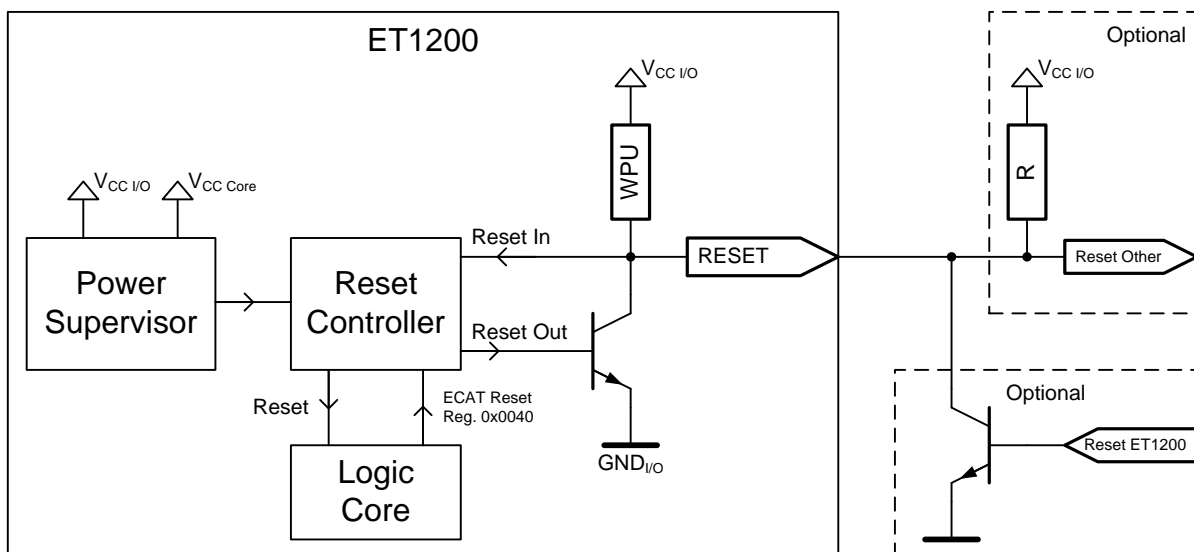 ET1200
Optional
VCC I/O
VCC I/O
WPU
R
VCC I/O
VCC Core
Reset In
RESET
Reset Other
Power
Supervisor
Reset
Controller
Reset Out
Optional
Reset
ECAT Reset
Reg. 0x0040
Reset ET1200
GNDI/O
Logic
Core